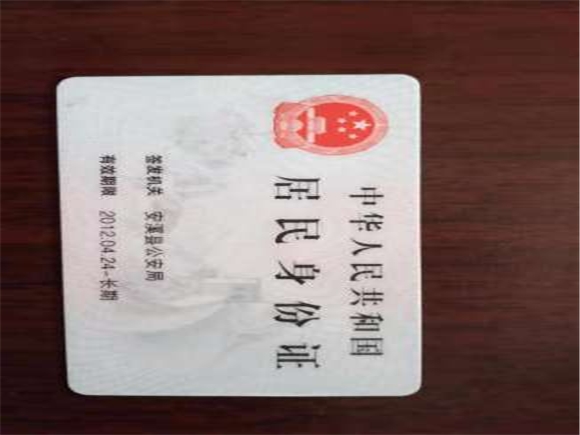 中华人民共和国
居民身份证
签发机关 安溪县公安局
有效期限 2012.04.24-长期